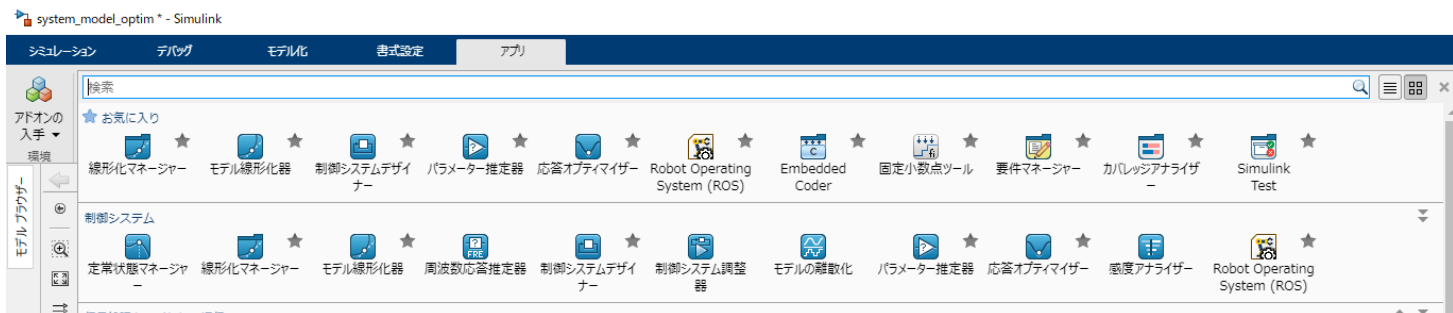 system_model_optim * - Simulink
シミュレーション デバッグ モデル化 書式設定 アプリ
検索
アドオンの
入手
環境
モデル ブラウザー
お気に入り
線形化マネージャー モデル線形化器 制御システムデザイナー パラメーター推定器 応答オプティマイザー Robot Operating System (ROS) Embedded Coder 固定小数点ツール 要件マネージャー カバレッジアナライザー Simulink Test
制御システム
定常状態マネージャー 線形化マネージャー モデル線形化器 周波数応答推定器 制御システムデザイナー 制御システム調整器 モデルの離散化 パラメーター推定器 応答オプティマイザー 感度アナライザー Robot Operating System (ROS)